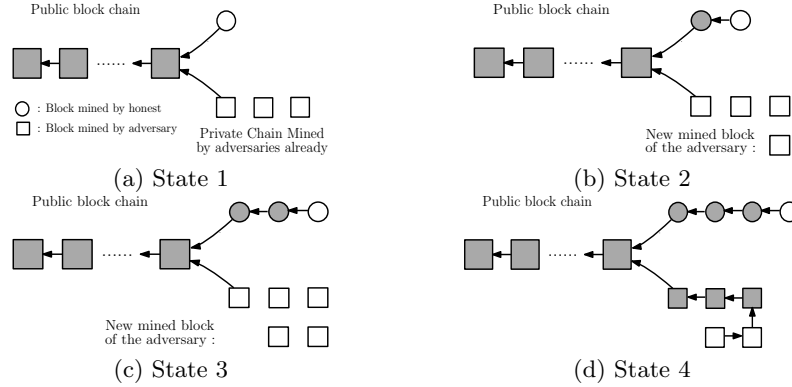 Public block chain
......
: Block mined by honest
: Block mined by adversary
Private Chain Mined
by adversaries already
(a) State 1
Public block chain
......
New mined block
of the adversary :
(b) State 2
Public block chain
......
New mined block
of the adversary :
(c) State 3
Public block chain
......
(d) State 4